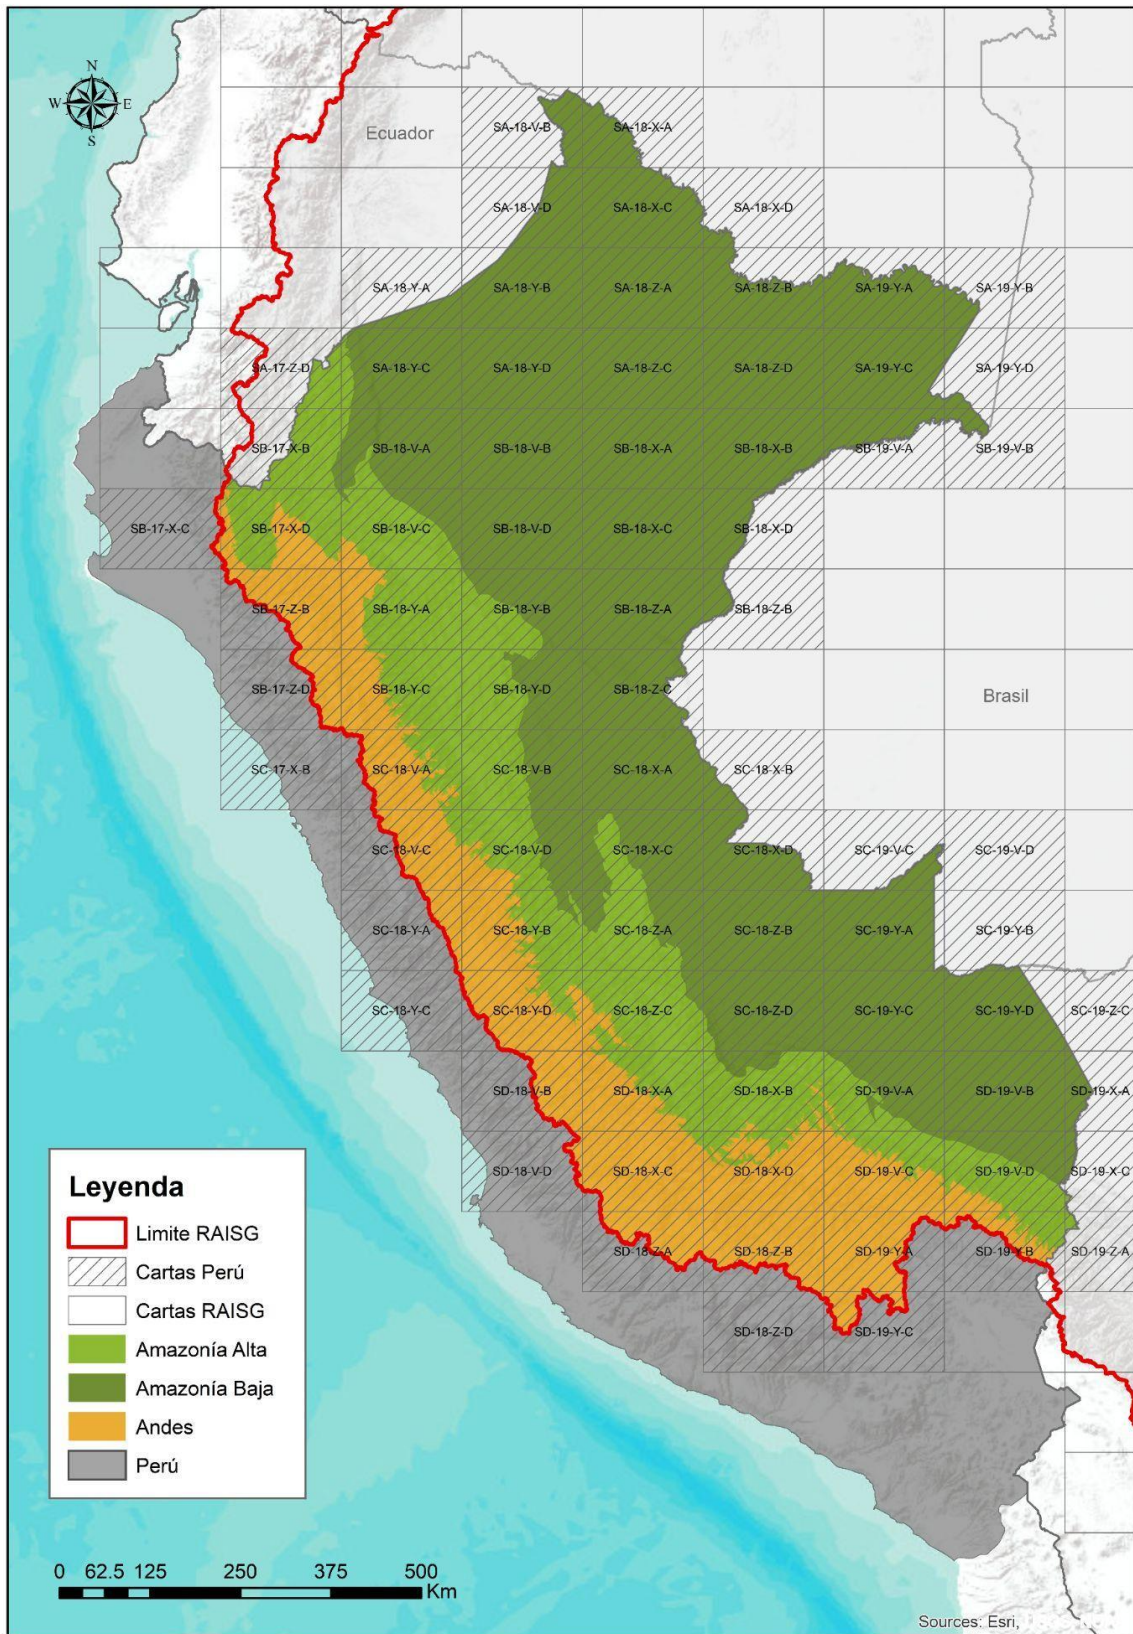 N
W E
S
Ecuador
SA-18-V-B SA-18-X-A
SA-18-V-D SA-18-X-C SA-18-X-D
SA-18-Y-A SA-18-Y-B SA-18-Z-A SA-18-Z-B SA-19-Y-A SA-19-Y-B
SA-17-Z-D SA-18-Y-C SA-18-Y-D SA-18-Z-C SA-18-Z-D SA-19-Y-C SA-19-Y-D
SB-17-X-B SB-18-V-A SB-18-V-B SB-18-X-A SB-18-X-B SB-19-V-A SB-19-V-B
SB-17-X-C SB-17-X-D SB-18-V-C SB-18-V-D SB-18-X-C SB-18-X-D
SB-17-Z-B SB-18-Y-A SB-18-Y-B SB-18-Z-A SB-18-Z-B
SB-17-Z-D SB-18-Y-C SB-18-Y-D SB-18-Z-C
Brasil
SC-17-X-B SC-18-V-A SC-18-V-B SC-18-X-A SC-18-X-B
SC-18-V-C SC-18-V-D SC-18-X-C SC-18-X-D SC-19-V-C SC-19-V-D
SC-18-Y-A SC-18-Y-B SC-18-Z-A SC-18-Z-B SC-19-Y-A SC-19-Y-B
SC-18-Y-C SC-18-Y-D SC-18-Z-C SC-18-Z-D SC-19-Y-C SC-19-Y-D SC-19-Z-C
SD-18-V-B SD-18-X-A SD-18-X-B SD-19-V-A SD-19-V-B SD-19-X-A
SD-18-V-D SD-18-X-C SD-18-X-D SD-19-V-C SD-19-V-D SD-19-X-C
SD-18-Z-A SD-18-Z-B SD-19-Y-A SD-19-Y-B SD-19-Z-A
SD-18-Z-D SD-19-Y-C
Leyenda
Limite RAISG
Cartas Perú
Cartas RAISG
Amazonía Alta
Amazonía Baja
Andes
Perú
0 62.5 125 250 375 500
Km
Sources: Esri,